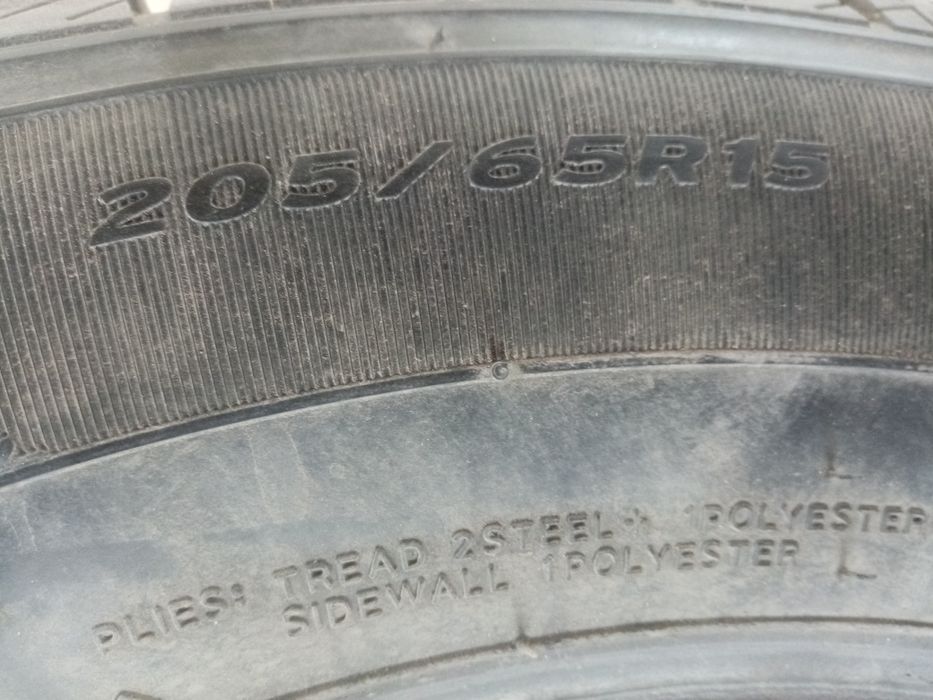 205/65R15
PLIES: TREAD 2STEEL+ 1POLYESTER
SIDEWALL 1POLYESTER